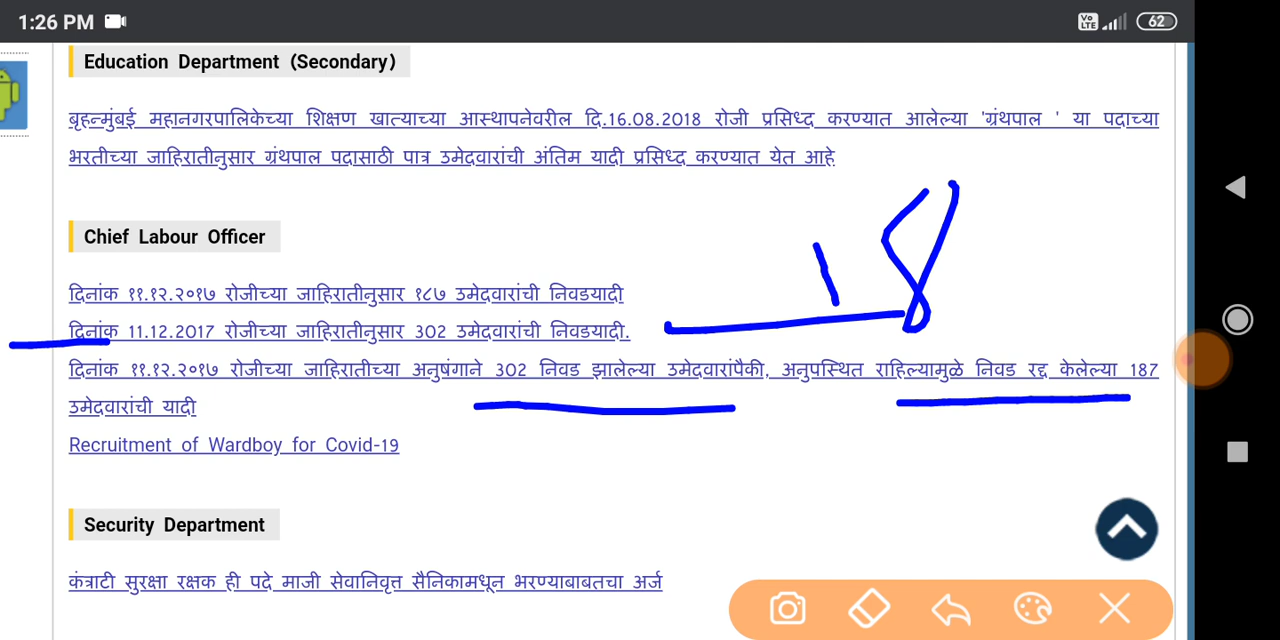 1:26 PM
Vo LTE
62
Education Department (Secondary)
बृहन्मुंबई महानगरपालिकेच्या शिक्षण खात्याच्या आस्थापनेवरील दि.16.08.2018 रोजी प्रसिध्द करण्यात आलेल्या 'ग्रंथपाल ' या पदाच्या
भरतीच्या जाहिरातीनुसार ग्रंथपाल पदासाठी पात्र उमेदवारांची अंतिम यादी प्रसिध्द करण्यात येत आहे
18
Chief Labour Officer
दिनांक ११.१२.२०१७ रोजीच्या जाहिरातीनुसार १८७ उमेदवारांची निवडयादी
दिनांक 11.12.2017 रोजीच्या जाहिरातीनुसार 302 उमेदवारांची निवडयादी.
दिनांक ११.१२.२०१७ रोजीच्या जाहिरातीच्या अनुषंगाने 302 निवड झालेल्या उमेदवारांपैकी, अनुपस्थित राहिल्यामुळे निवड रद्द केलेल्या 187
उमेदवारांची यादी
Recruitment of Wardboy for Covid-19
Security Department
कंत्राटी सुरक्षा रक्षक ही पदे माजी सेवानिवृत्त सैनिकामधून भरण्याबाबतचा अर्ज